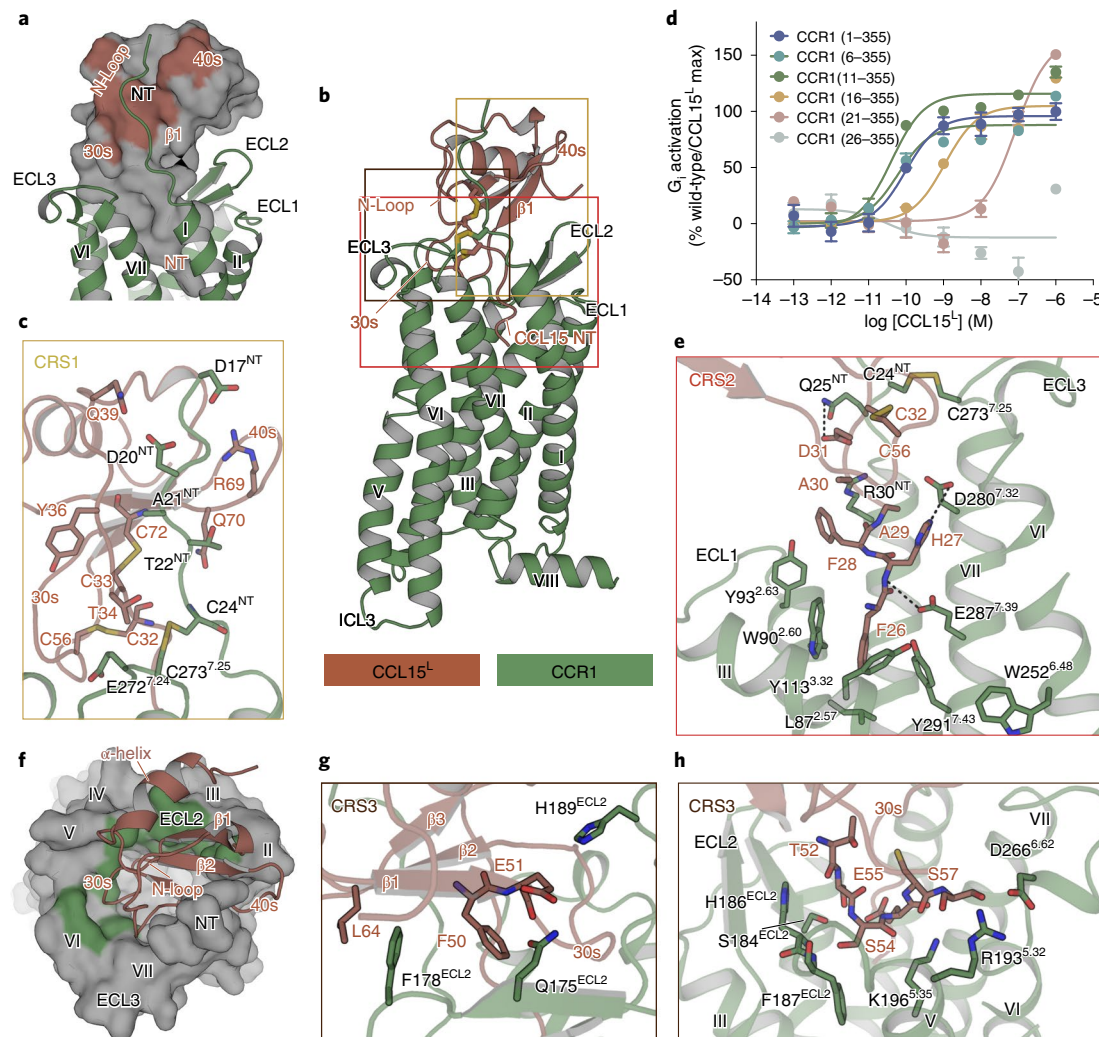 a
N-Loop
40s
NT
β1
30s
ECL2
ECL3
ECL1
I
VI
VII
NT
II
b
40s
N-Loop
β1
ECL2
ECL3
ECL1
30s
CCL15 NT
VII
VI
II
I
III
V
VIII
ICL3
CCL15ᴸ
CCR1
c
CRS1
D17ᴺᵀ
Q39
40s
D20ᴺᵀ
R69
A21ᴺᵀ
Y36
Q70
C72
T22ᴺᵀ
C33
30s
T34
C24ᴺᵀ
C56
C32
C273⁷·²⁵
E272⁷·²⁴
d
CCR1 (1–355)
CCR1 (6–355)
CCR1(11–355)
CCR1 (16–355)
CCR1 (21–355)
CCR1 (26–355)
150
100
50
0
–50
Gᵢ activation
(% wild-type/CCL15ᴸ max)
–14 –13 –12 –11 –10 –9 –8 –7 –6 –5
log [CCL15ᴸ] (M)
e
CRS2
C24ᴺᵀ
Q25ᴺᵀ
ECL3
C32
C273⁷·²⁵
D31
C56
A30
R30ᴺᵀ
D280⁷·³²
VI
A29
H27
ECL1
F28
VII
Y93²·⁶³
E287⁷·³⁹
W90²·⁶⁰
F26
III
W252⁶·⁴⁸
Y113³·³²
L87²·⁵⁷
Y291⁷·⁴³
f
α-helix
IV
III
V
ECL2
β1
II
β2
30s
N-loop
40s
VI
NT
VII
ECL3
g
CRS3
H189ᴱᶜᴸ²
β3
β2
E51
β1
L64
F50
30s
F178ᴱᶜᴸ²
Q175ᴱᶜᴸ²
h
CRS3
30s
VII
ECL2
T52
D266⁶·⁶²
E55
S57
H186ᴱᶜᴸ²
S184ᴱᶜᴸ²
S54
R193⁵·³²
F187ᴱᶜᴸ²
K196⁵·³⁵
III
V
VI